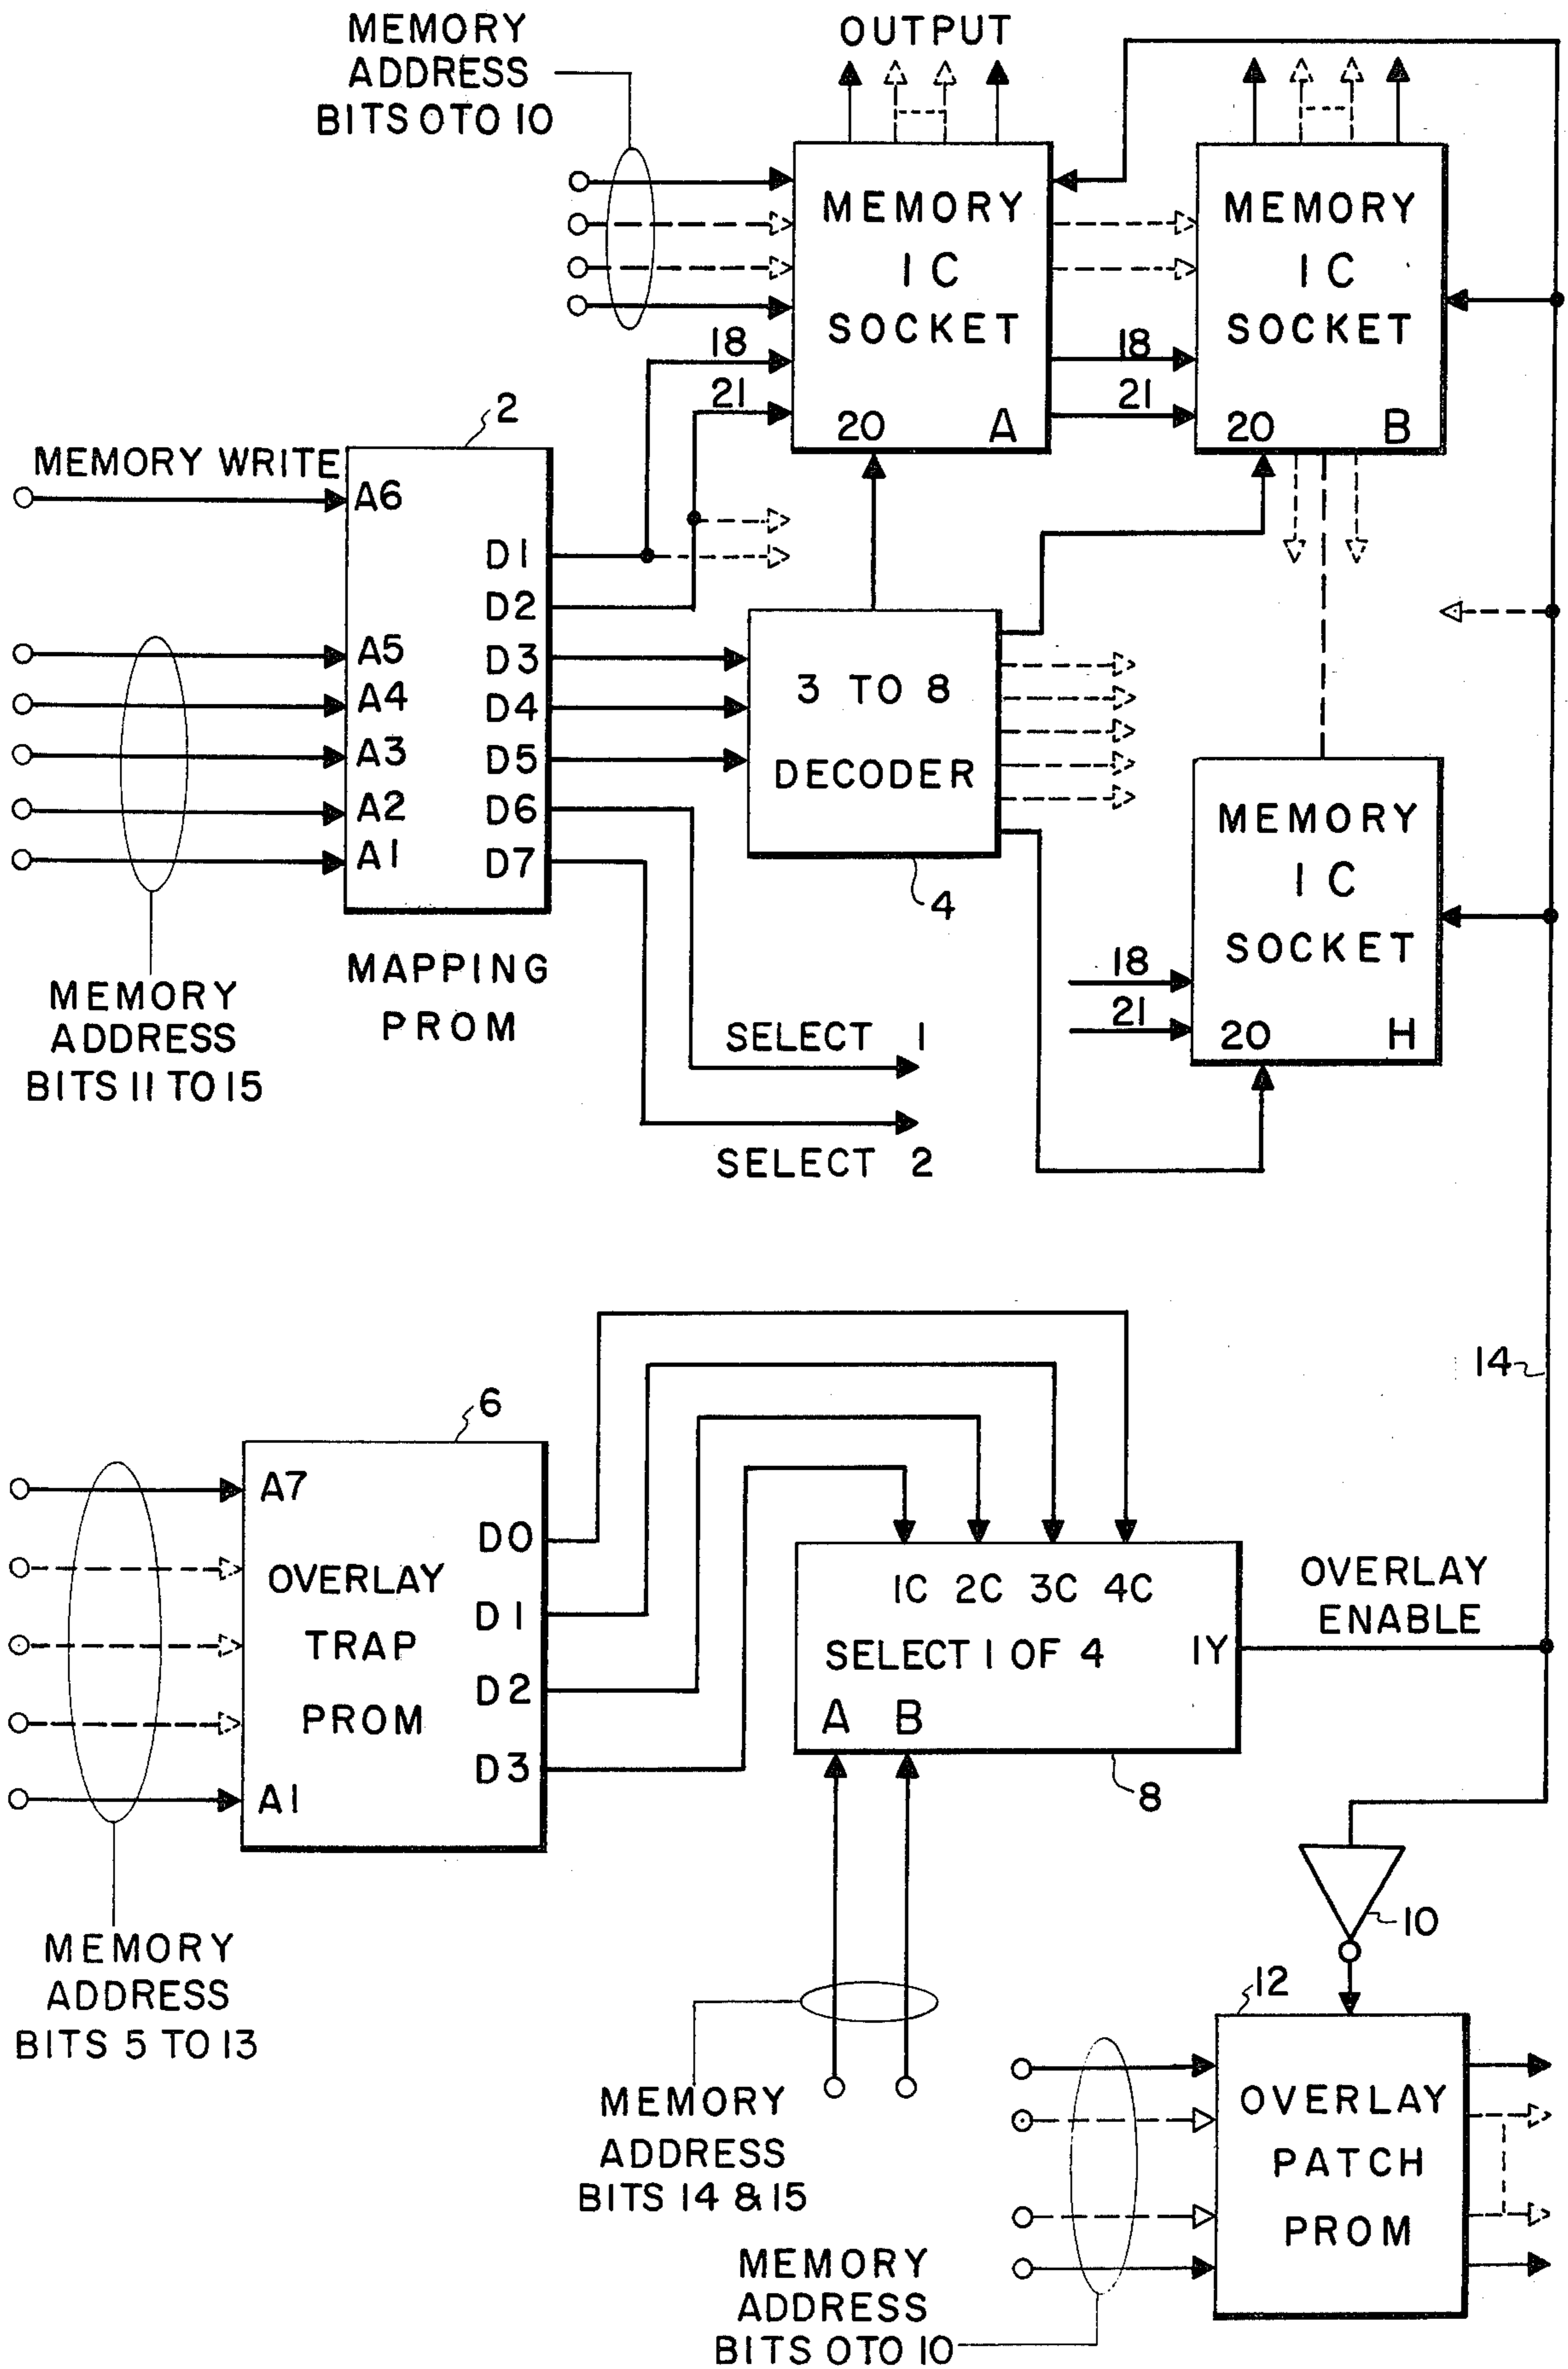 MEMORY
ADDRESS
BITS 0 TO 10
OUTPUT
MEMORY
IC
SOCKET
20 A
MEMORY
IC
SOCKET
20 B
18
21
18
21
2
MEMORY WRITE
A6
A5
A4
A3
A2
A1
D1
D2
D3
D4
D5
D6
D7
3 TO 8
DECODER
4
MAPPING
PROM
MEMORY
ADDRESS
BITS 11 TO 15
SELECT 1
SELECT 2
MEMORY
IC
SOCKET
20 H
18
21
14
6
A7
A1
OVERLAY
TRAP
PROM
D0
D1
D2
D3
1C 2C 3C 4C
SELECT 1 OF 4
1Y
A B
8
OVERLAY
ENABLE
10
MEMORY
ADDRESS
BITS 5 TO 13
MEMORY
ADDRESS
BITS 14 & 15
12
OVERLAY
PATCH
PROM
MEMORY
ADDRESS
BITS 0 TO 10